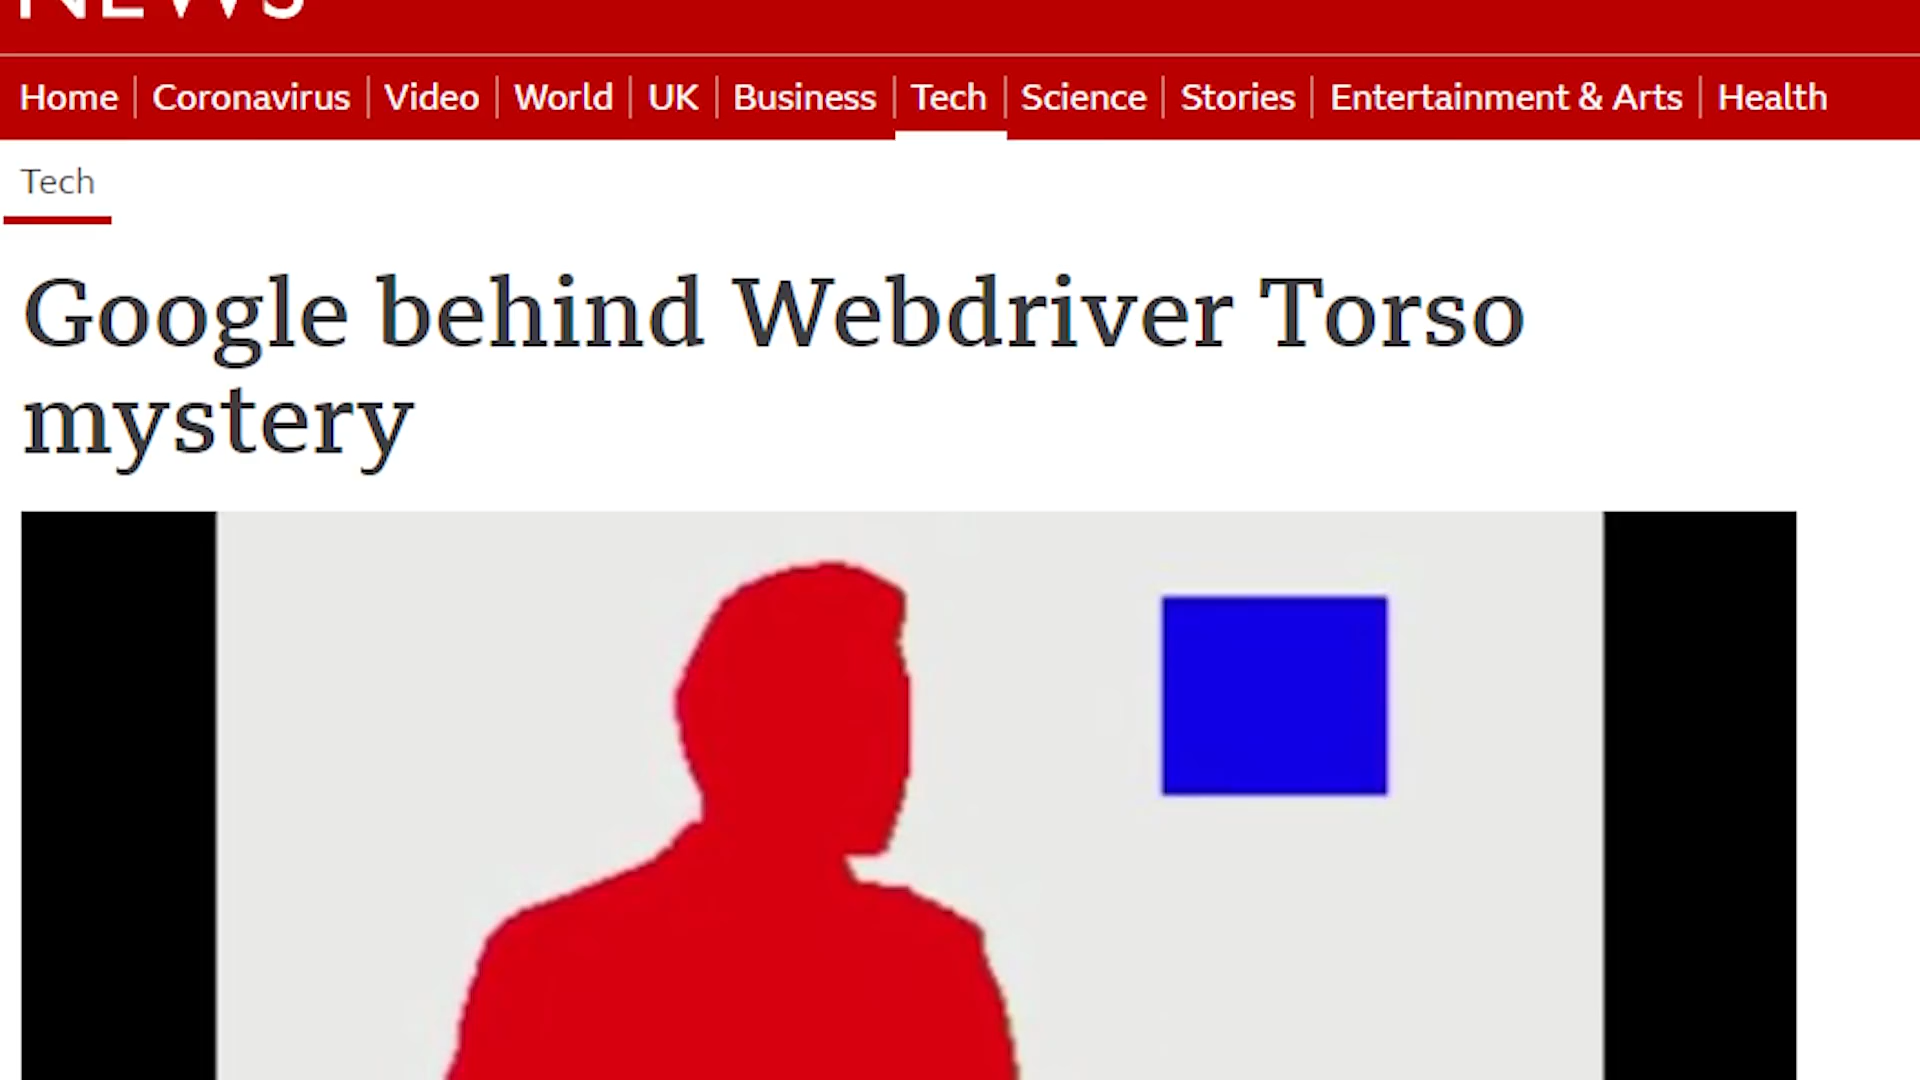 NEWS
Home Coronavirus Video World UK Business Tech Science Stories Entertainment & Arts Health
Tech
Google behind Webdriver Torso
mystery